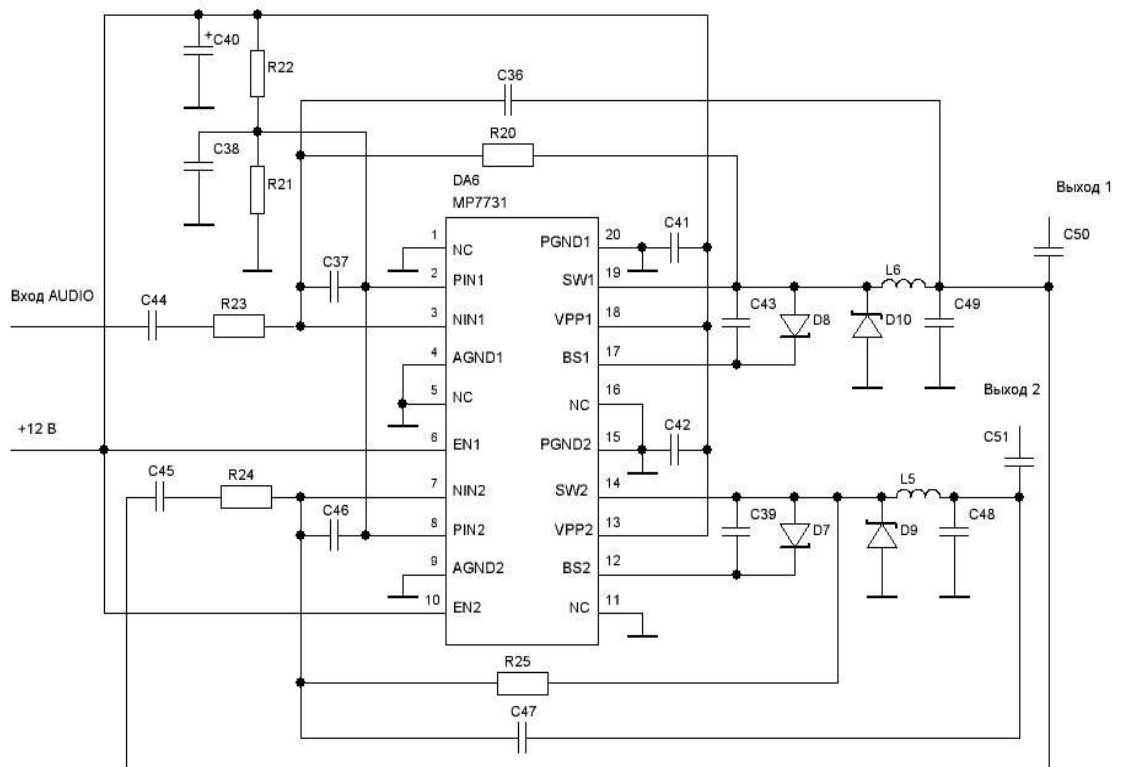 + C40
R22
C36
C38
R20
R21
DA6
MP7731
Выход 1
C41
C50
1 NC PGND1 20
C37
2 PIN1 SW1 19
L6
Вход AUDIO
C44
R23
3 NIN1 VPP1 18
C43
D8
D10
C49
4 AGND1 BS1 17
5 NC NC 16
Выход 2
+12 В
C42
C51
6 EN1 PGND2 15
C45
R24
7 NIN2 SW2 14
L5
C46
8 PIN2 VPP2 13
C39
D7
D9
C48
9 AGND2 BS2 12
10 EN2 NC 11
R25
C47